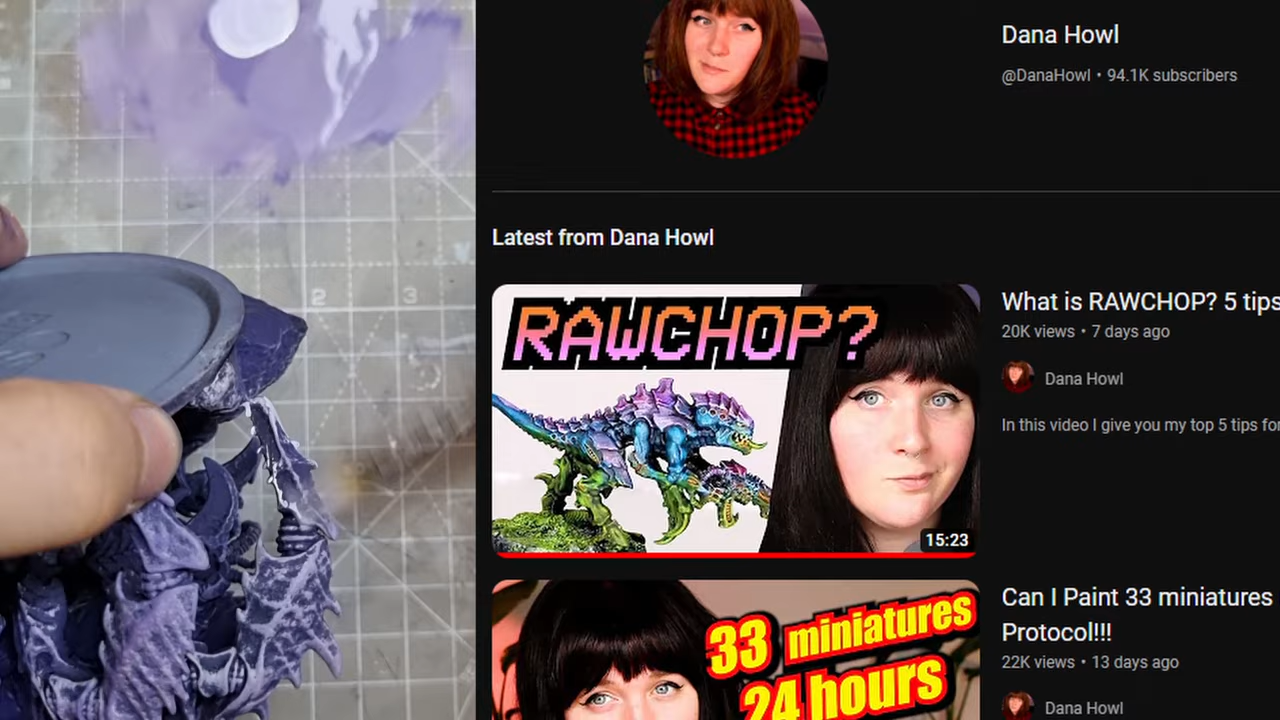 Dana Howl
@DanaHowl • 94.1K subscribers
Latest from Dana Howl
RAWCHOP?
15:23
What is RAWCHOP? 5 tips
20K views • 7 days ago
Dana Howl
In this video I give you my top 5 tips for
33 miniatures
24 hours
Can I Paint 33 miniatures
Protocol!!!
22K views • 13 days ago
Dana Howl
2
3